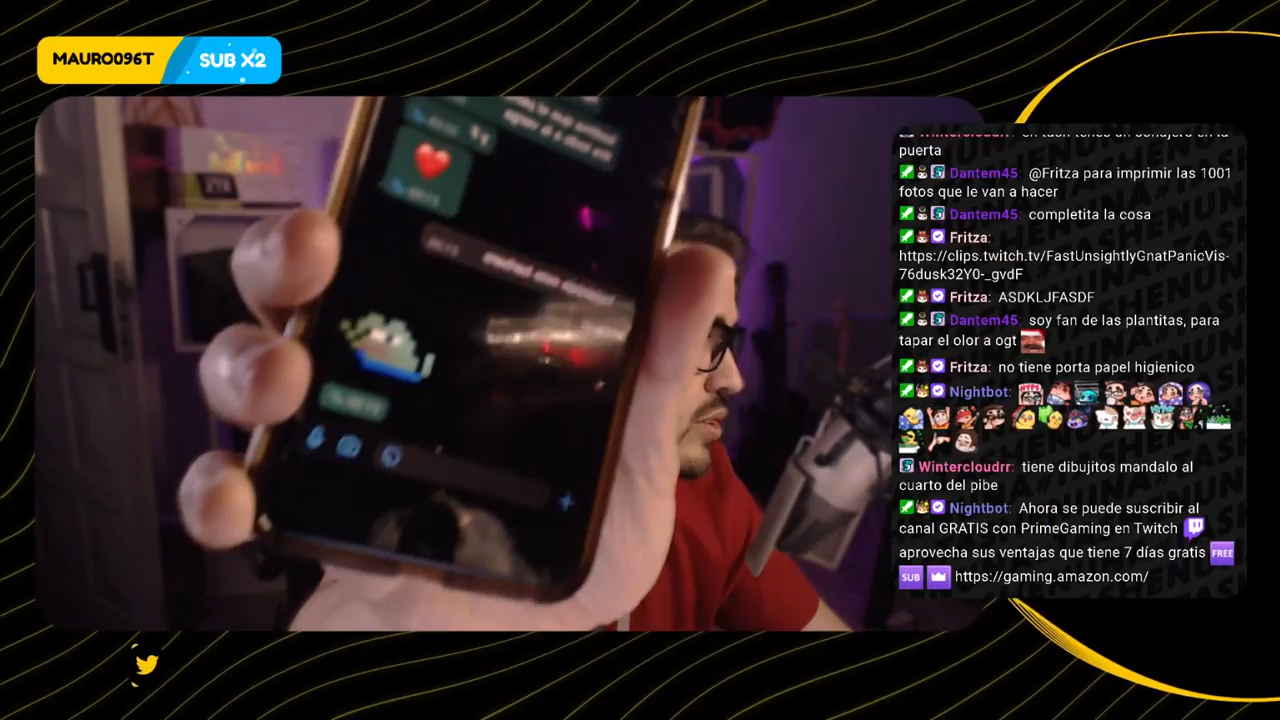 MAURO096T
SUB X2
puerta
Dantem45: @Fritza para imprimir las 1001
fotos que le van a hacer
Dantem45: completita la cosa
Fritza:
https://clips.twitch.tv/FastUnsightlyGnatPanicVis-
76dusk32Y0-_gvdF
Fritza: ASDKLJFASDF
Dantem45: soy fan de las plantitas, para
tapar el olor a ogt
Fritza: no tiene porta papel higienico
Nightbot:
Wintercloudrr: tiene dibujitos mandalo al
cuarto del pibe
Nightbot: Ahora se puede suscribir al
canal GRATIS con PrimeGaming en Twitch
aprovecha sus ventajas que tiene 7 días gratis FREE
SUB https://gaming.amazon.com/